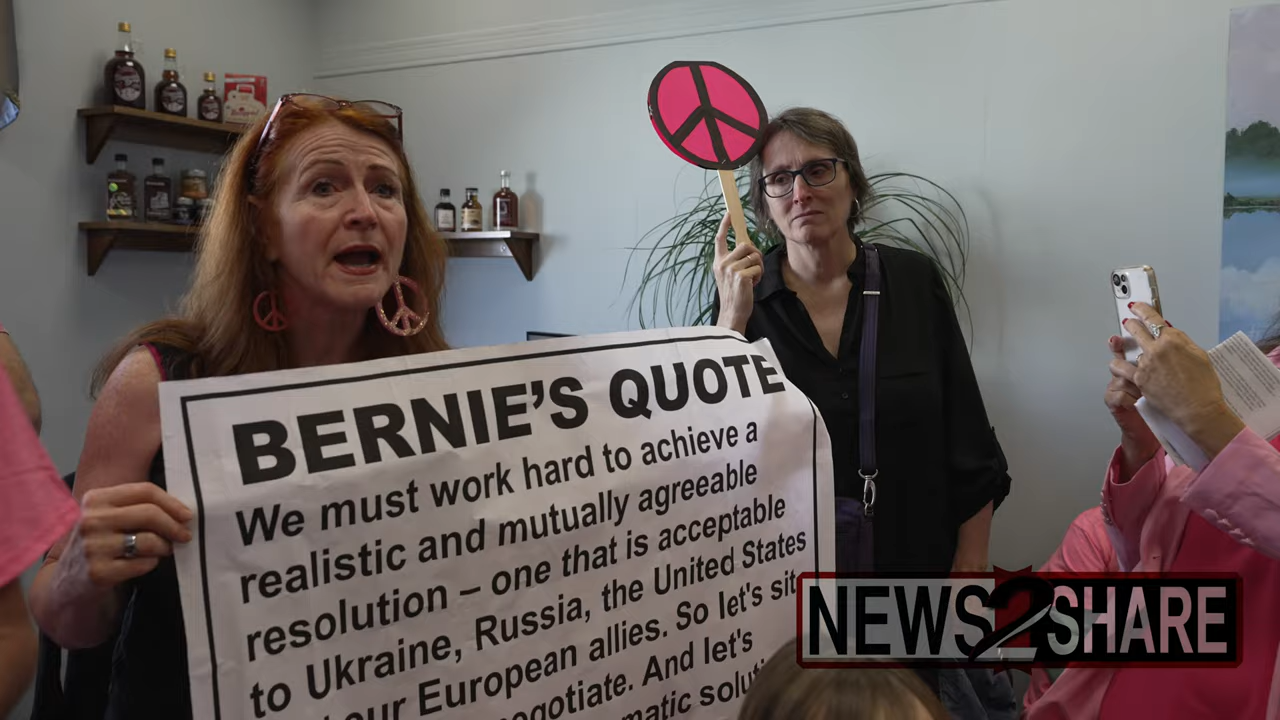 BERNIE'S QUOTE
We must work hard to achieve a
realistic and mutually agreeable
resolution – one that is acceptable
to Ukraine, Russia, the United States
our European allies. So let's sit
negotiate. And let's
NEWS2SHARE